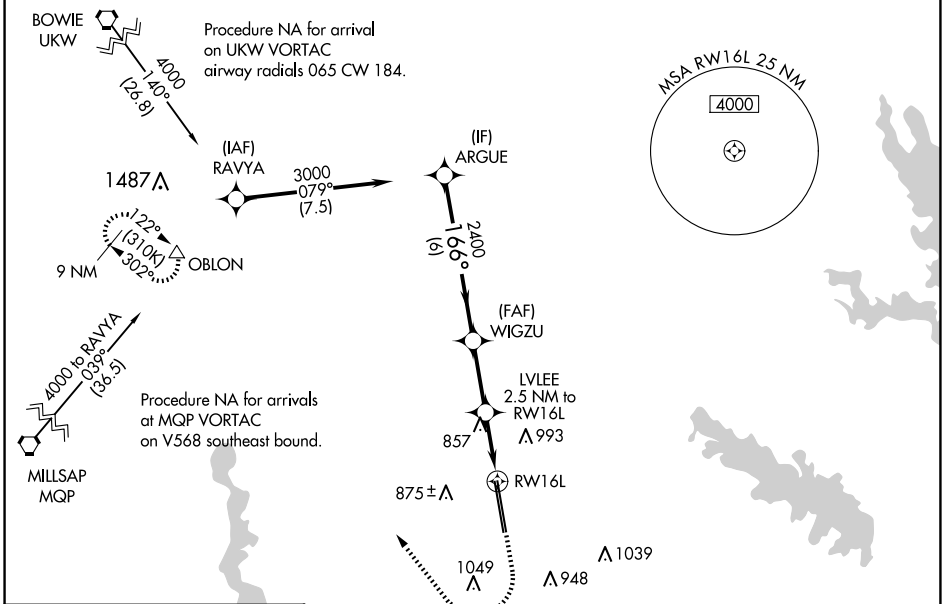 BOWIE
UKW
4000
140°
(26.8)
Procedure NA for arrival
on UKW VORTAC
airway radials 065 CW 184.
MSA RW16L 25 NM
4000
(IAF)
RAVYA
3000
079°
(7.5)
(IF)
ARGUE
1487
122°
(310K)
302°
9 NM
OBLON
2400
166°
(6)
(FAF)
WIGZU
4000 to RAVYA
039°
(36.5)
Procedure NA for arrivals
at MQP VORTAC
on V568 southeast bound.
MILLSAP
MQP
LVLEE
2.5 NM to
RW16L
857
993
RW16L
875±
1049
948
1039